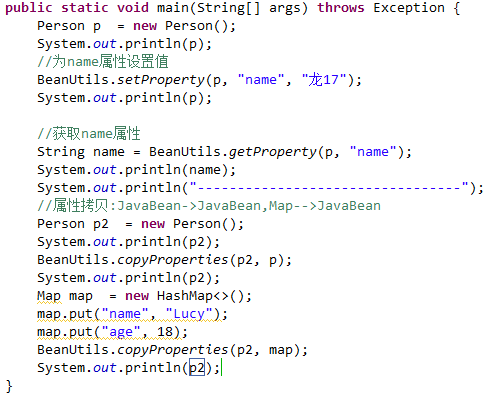 public static void main(String[] args) throws Exception {
    Person p  = new Person();
    System.out.println(p);
    //为name属性设置值
    BeanUtils.setProperty(p, "name", "龙17");
    System.out.println(p);

    //获取name属性
    String name = BeanUtils.getProperty(p, "name");
    System.out.println(name);
    System.out.println("---------------------------------");
    //属性拷贝:JavaBean->JavaBean,Map-->JavaBean
    Person p2  = new Person();
    System.out.println(p2);
    BeanUtils.copyProperties(p2, p);
    System.out.println(p2);
    Map map  = new HashMap<>();
    map.put("name", "Lucy");
    map.put("age", 18);
    BeanUtils.copyProperties(p2, map);
    System.out.println(p2);
}